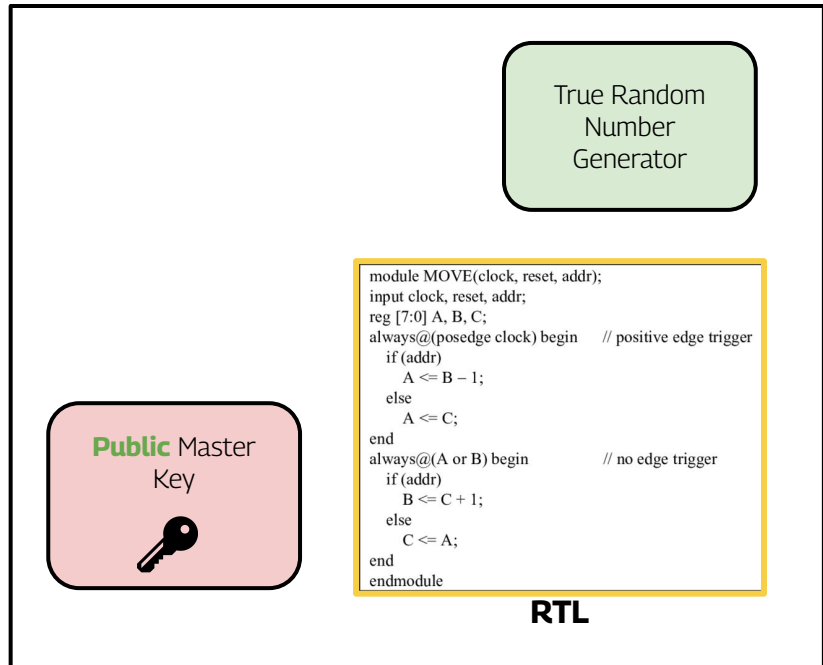 True Random
Number
Generator
module MOVE(clock, reset, addr);
input clock, reset, addr;
reg [7:0] A, B, C;
always@(posedge clock) begin // positive edge trigger
if (addr)
A <= B – 1;
else
A <= C;
end
always@(A or B) begin // no edge trigger
if (addr)
B <= C + 1;
else
C <= A;
end
endmodule
RTL
Public Master
Key